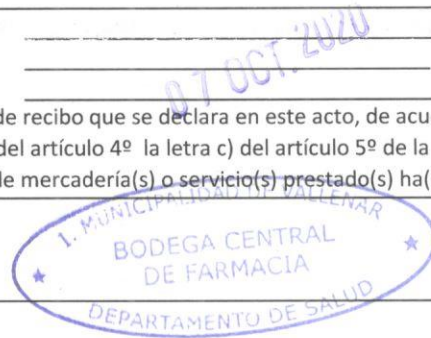 07 OCT. 2020
de recibo que se declara en este acto, de acu
del artículo 4º la letra c) del artículo 5º de la
de mercadería(s) o servicio(s) prestado(s) ha(
I. MUNICIPALIDAD DE VALLENAR
BODEGA CENTRAL
DE FARMACIA
DEPARTAMENTO DE SALUD